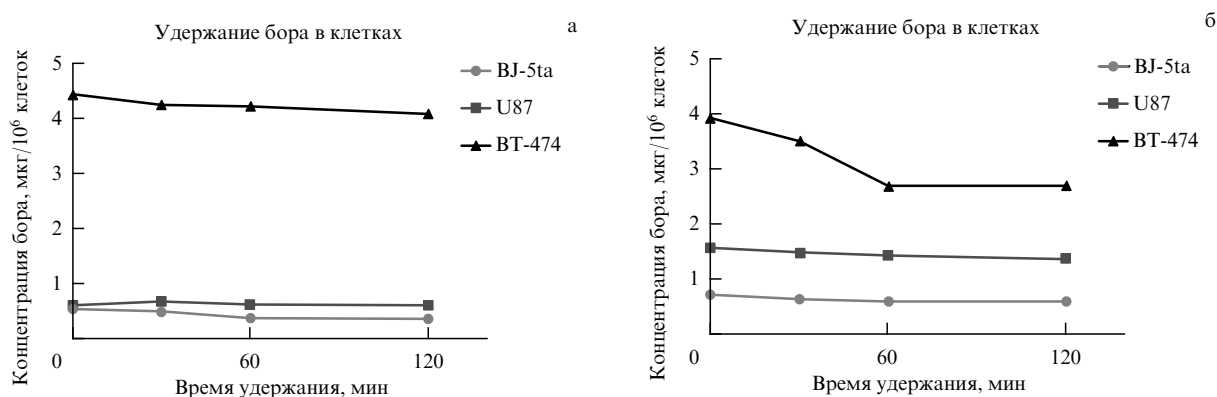 Удержание бора в клетках
а
Концентрация бора, мкг/10⁶ клеток
5
4
3
2
1
0
60
120
Время удержания, мин
BJ-5ta
U87
BT-474
Удержание бора в клетках
б
Концентрация бора, мкг/10⁶ клеток
5
4
3
2
1
0
60
120
Время удержания, мин
BJ-5ta
U87
BT-474